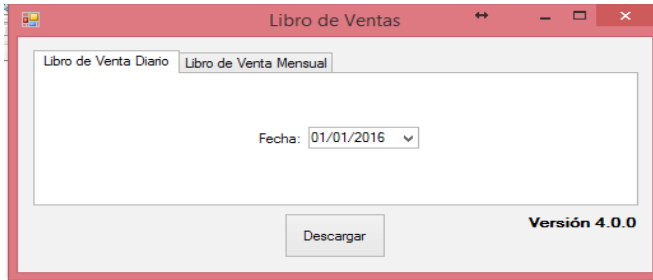 Libro de Ventas
Libro de Venta Diario Libro de Venta Mensual
Fecha: 01/01/2016
Descargar
Versión 4.0.0